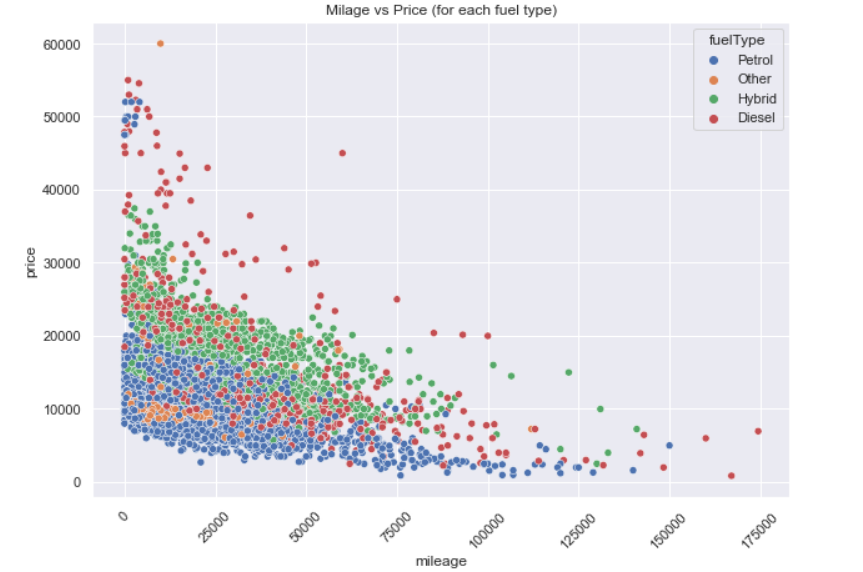 Milage vs Price (for each fuel type)
60000
50000
40000
30000
20000
10000
0
price
fuelType
Petrol
Other
Hybrid
Diesel
0
25000
50000
75000
100000
125000
150000
175000
mileage